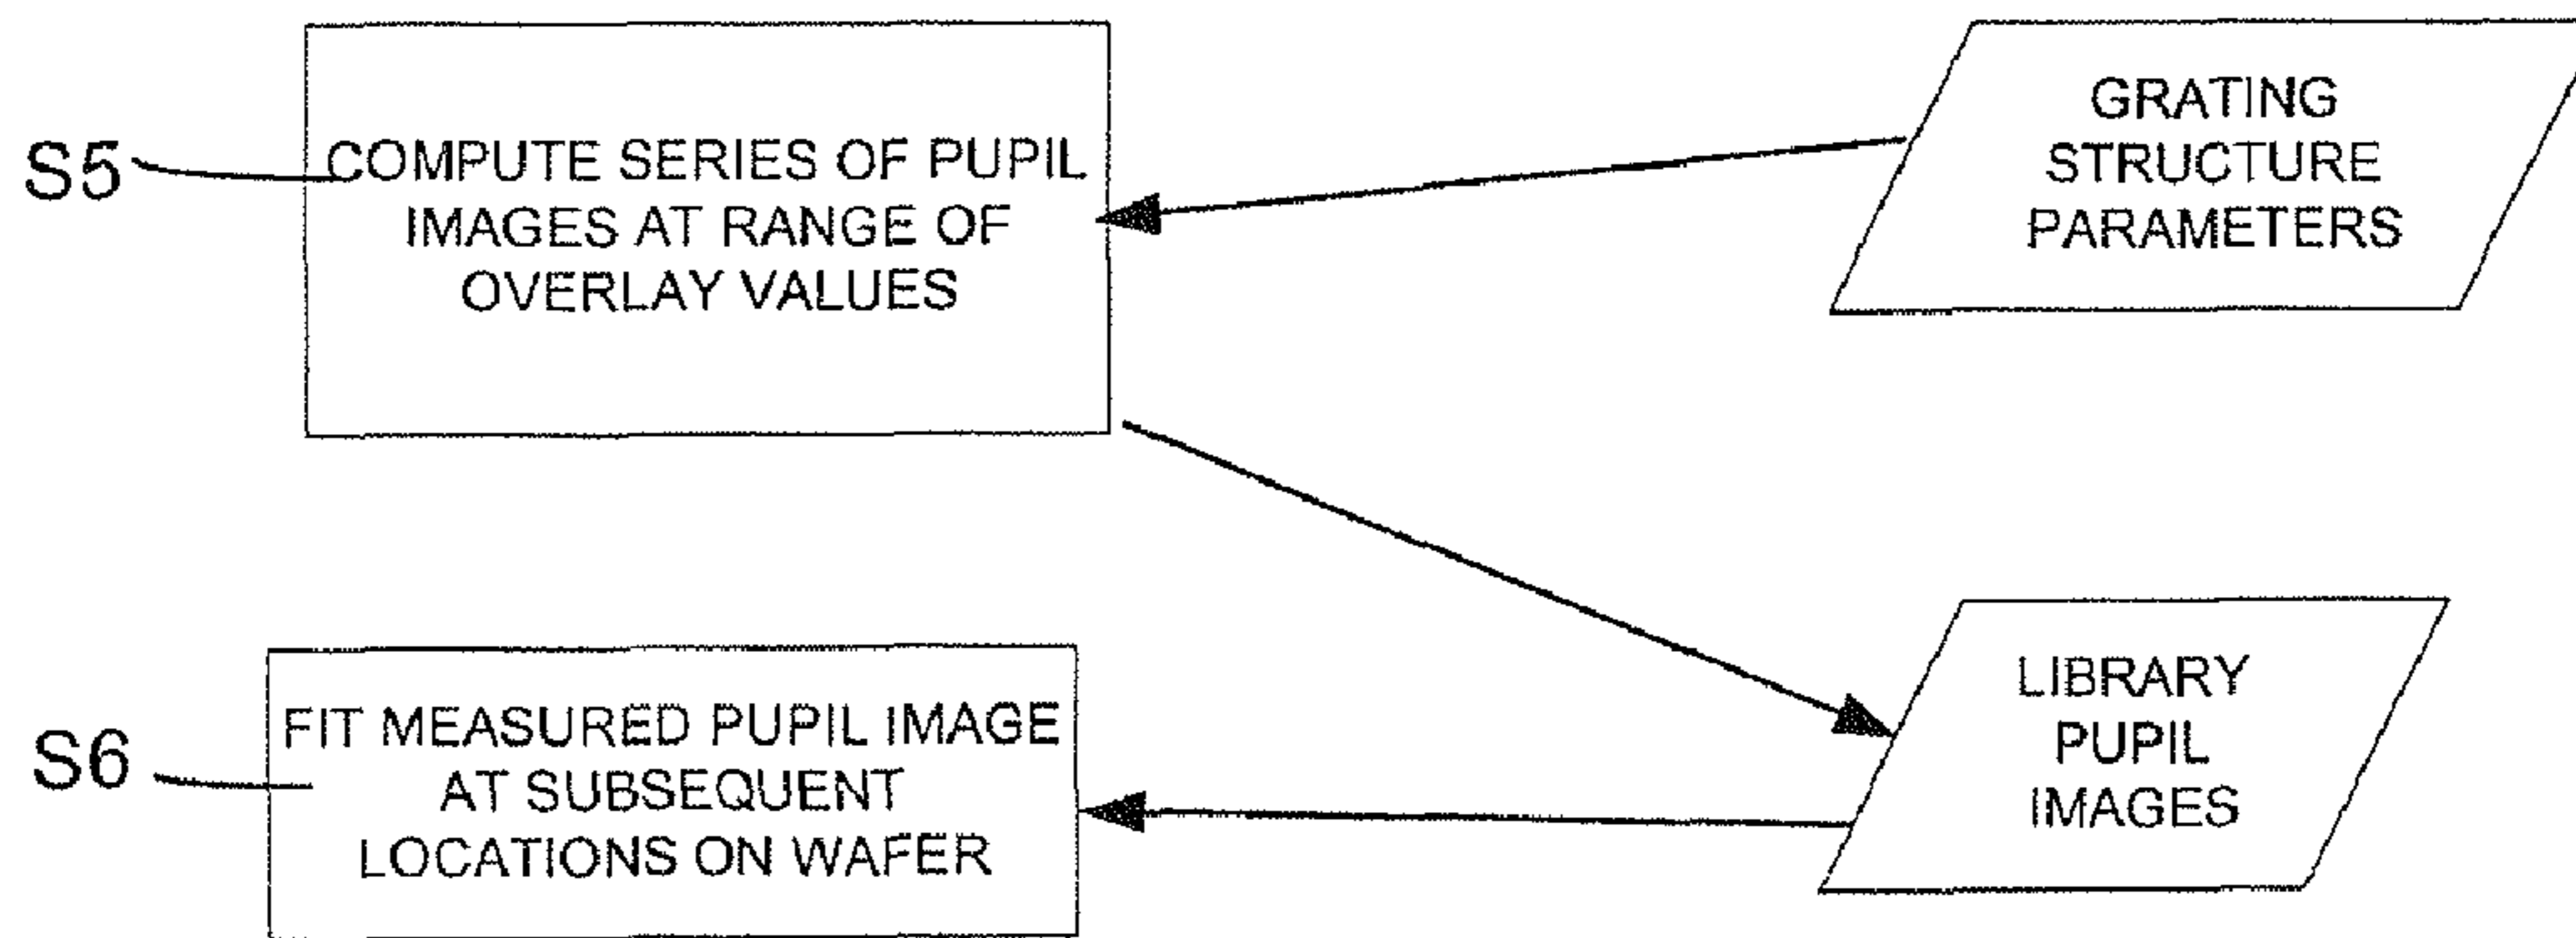 S5
COMPUTE SERIES OF PUPIL
IMAGES AT RANGE OF
OVERLAY VALUES
GRATING
STRUCTURE
PARAMETERS
S6
FIT MEASURED PUPIL IMAGE
AT SUBSEQUENT
LOCATIONS ON WAFER
LIBRARY
PUPIL
IMAGES